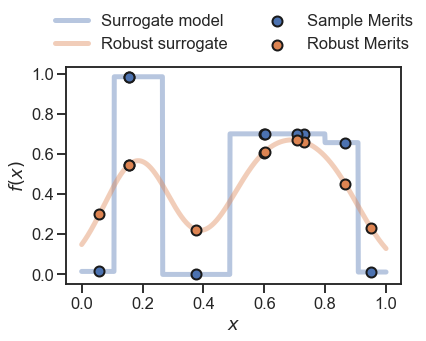 Surrogate model
Sample Merits
Robust surrogate
Robust Merits
1.0
0.8
0.6
0.4
0.2
0.0
f(x)
0.0 0.2 0.4 0.6 0.8 1.0
x